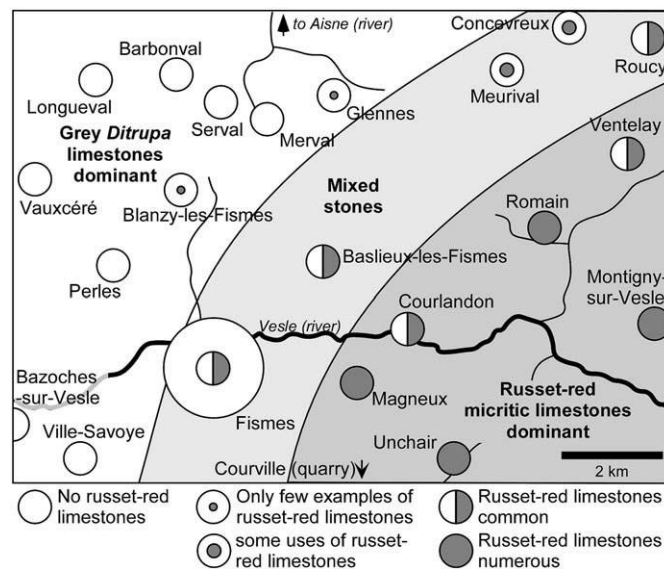 to Aisne (river)
Concevreux
Barbonval
Roucy
Longueval
Meurival
Glennes
Serval
Merval
Ventelay
Grey Ditrupa
limestones
dominant
Mixed
stones
Vauxcéré
Blanzy-les-Fismes
Romain
Baslieux-les-Fismes
Montigny-
sur-Vesle
Perles
Courlandon
Vesle (river)
Bazoches
-sur-Vesle
Magneux
Russet-red
micritic limestones
dominant
Fismes
Ville-Savoye
Unchair
Courville (quarry)
2 km
No russet-red
limestones
Only few examples of
russet-red limestones
some uses of russet-
red limestones
Russet-red limestones
common
Russet-red limestones
numerous